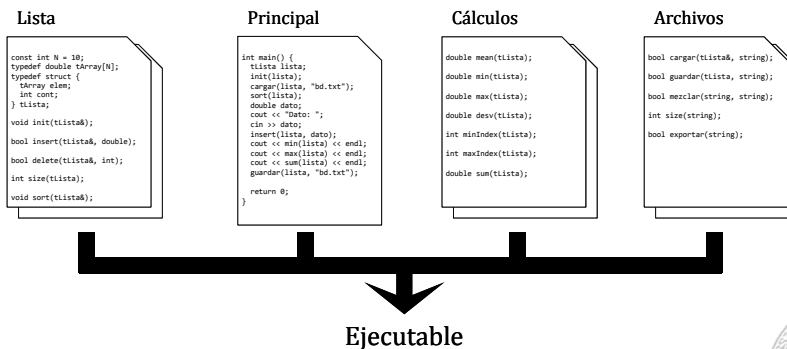 Lista
const int N = 10;
typedef double tArray[N];
typedef struct {
tArray elem;
int cont;
} tLista;
void init(tLista&);
bool insert(tLista&, double);
bool delete(tLista&, int);
int size(tLista);
void sort(tLista&);
Principal
int main() {
tLista lista;
init(lista);
cargar(lista, "bd.txt");
sort(lista);
double dato;
cout << "Dato: ";
cin >> dato;
insert(lista, dato);
cout << min(lista) << endl;
cout << max(lista) << endl;
cout << sum(lista) << endl;
guardar(lista, "bd.txt");
return 0;
}
Cálculos
double mean(tLista);
double min(tLista);
double max(tLista);
double desv(tLista);
int minIndex(tLista);
int maxIndex(tLista);
double sum(tLista);
Archivos
bool cargar(tLista&, string);
bool guardar(tLista, string);
bool mezclar(string, string);
int size(string);
bool exportar(string);
Ejecutable